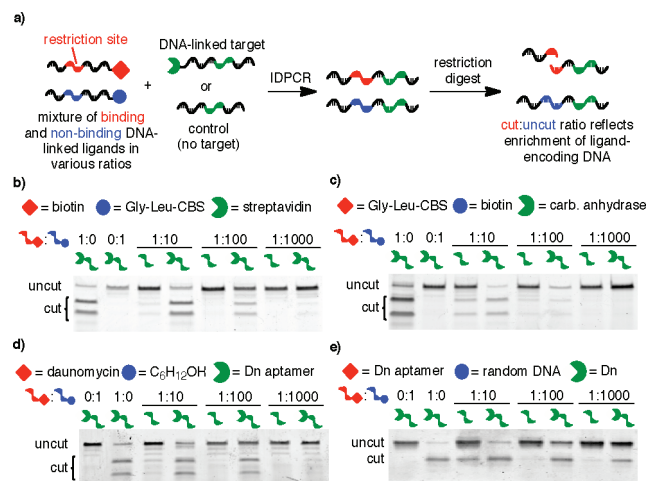 a)
restriction site
DNA-linked target
+
or
control
(no target)
mixture of binding
and non-binding DNA-
linked ligands in
various ratios
IDPCR
restriction
digest
cut:uncut ratio reflects
enrichment of ligand-
encoding DNA
b)
= biotin = Gly-Leu-CBS = streptavidin
: 1:0 0:1 1:10 1:100 1:1000
uncut
cut
c)
= Gly-Leu-CBS = biotin = carb. anhydrase
: 1:0 0:1 1:10 1:100 1:1000
uncut
cut
d)
= daunomycin = C6H12OH = Dn aptamer
: 0:1 1:0 1:10 1:100 1:1000
uncut
cut
e)
= Dn aptamer = random DNA = Dn
: 0:1 1:0 1:10 1:100 1:1000
uncut
cut